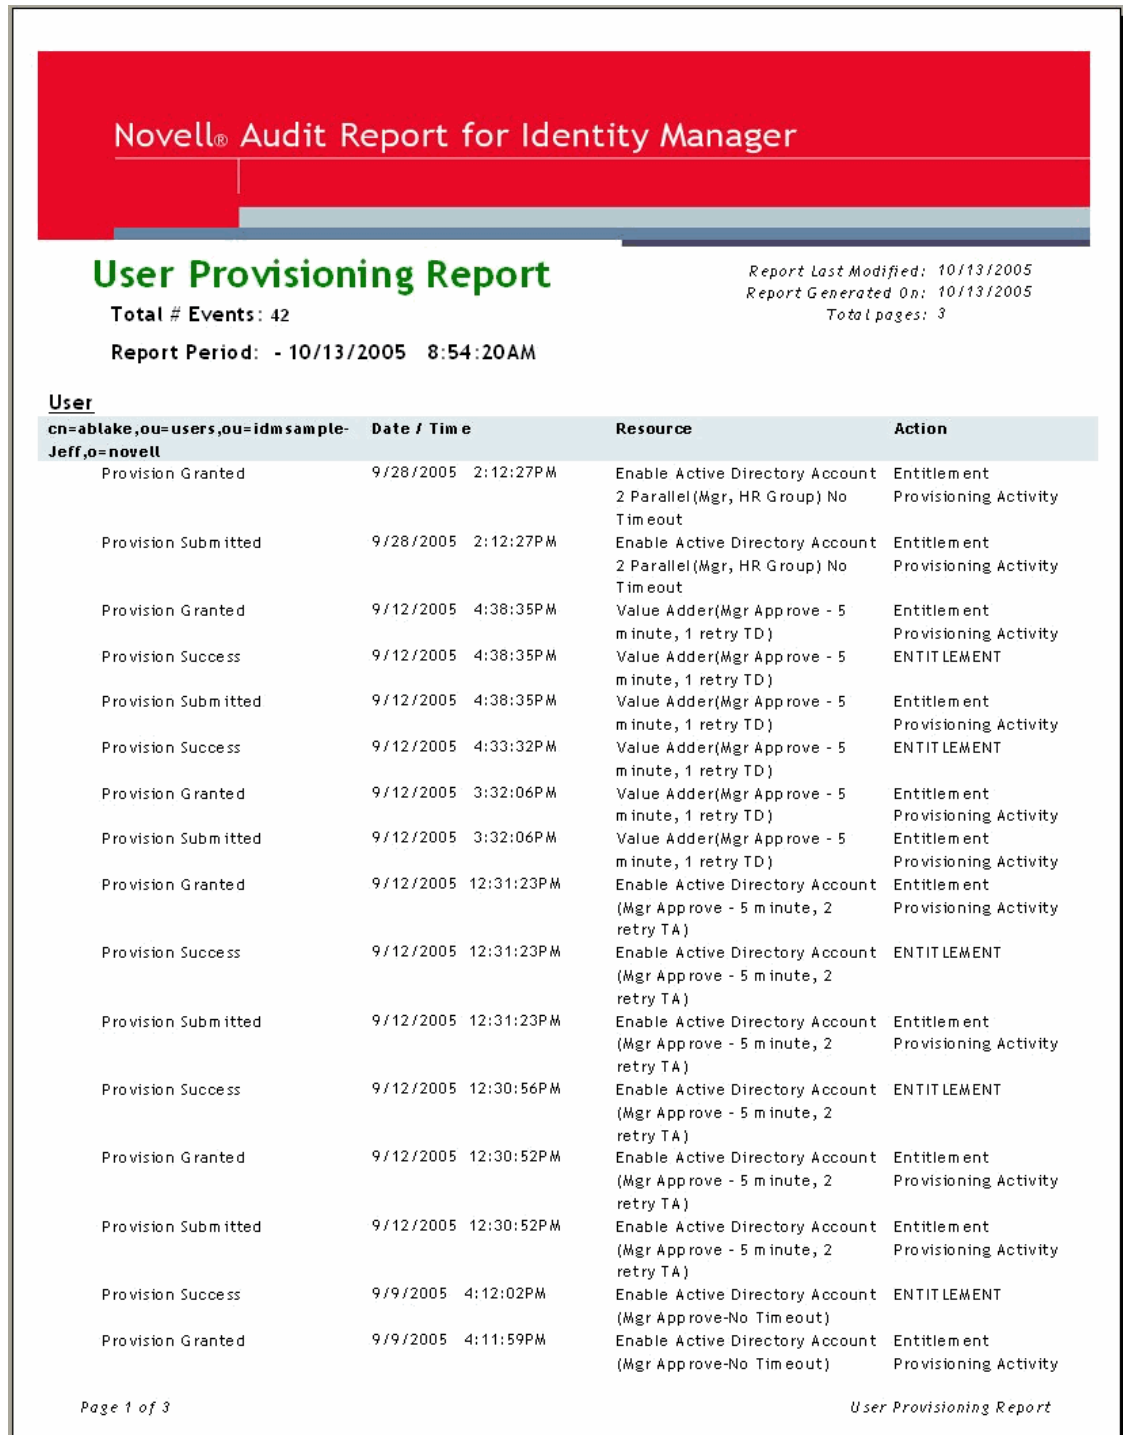 Novell® Audit Report for Identity Manager
User Provisioning Report
Report Last Modified: 10/13/2005
Report Generated On: 10/13/2005
Total pages: 3
Total # Events: 42
Report Period: - 10/13/2005 8:54:20AM
User
cn=ablake,ou=users,ou=idmsample- Date / Time Resource Action
Jeff,o=novell
Provision Granted 9/28/2005 2:12:27PM Enable Active Directory Account Entitlement
2 Parallel(Mgr, HR Group) No Provisioning Activity
Timeout
Provision Submitted 9/28/2005 2:12:27PM Enable Active Directory Account Entitlement
2 Parallel(Mgr, HR Group) No Provisioning Activity
Timeout
Provision Granted 9/12/2005 4:38:35PM Value Adder(Mgr Approve - 5 Entitlement
minute, 1 retry TD) Provisioning Activity
Provision Success 9/12/2005 4:38:35PM Value Adder(Mgr Approve - 5 ENTITLEMENT
minute, 1 retry TD)
Provision Submitted 9/12/2005 4:38:35PM Value Adder(Mgr Approve - 5 Entitlement
minute, 1 retry TD) Provisioning Activity
Provision Success 9/12/2005 4:33:32PM Value Adder(Mgr Approve - 5 ENTITLEMENT
minute, 1 retry TD)
Provision Granted 9/12/2005 3:32:06PM Value Adder(Mgr Approve - 5 Entitlement
minute, 1 retry TD) Provisioning Activity
Provision Submitted 9/12/2005 3:32:06PM Value Adder(Mgr Approve - 5 Entitlement
minute, 1 retry TD) Provisioning Activity
Provision Granted 9/12/2005 12:31:23PM Enable Active Directory Account Entitlement
(Mgr Approve - 5 minute, 2 Provisioning Activity
retry TA)
Provision Success 9/12/2005 12:31:23PM Enable Active Directory Account ENTITLEMENT
(Mgr Approve - 5 minute, 2
retry TA)
Provision Submitted 9/12/2005 12:31:23PM Enable Active Directory Account Entitlement
(Mgr Approve - 5 minute, 2 Provisioning Activity
retry TA)
Provision Success 9/12/2005 12:30:56PM Enable Active Directory Account ENTITLEMENT
(Mgr Approve - 5 minute, 2
retry TA)
Provision Granted 9/12/2005 12:30:52PM Enable Active Directory Account Entitlement
(Mgr Approve - 5 minute, 2 Provisioning Activity
retry TA)
Provision Submitted 9/12/2005 12:30:52PM Enable Active Directory Account Entitlement
(Mgr Approve - 5 minute, 2 Provisioning Activity
retry TA)
Provision Success 9/9/2005 4:12:02PM Enable Active Directory Account ENTITLEMENT
(Mgr Approve-No Timeout)
Provision Granted 9/9/2005 4:11:59PM Enable Active Directory Account Entitlement
(Mgr Approve-No Timeout) Provisioning Activity
Page 1 of 3 User Provisioning Report